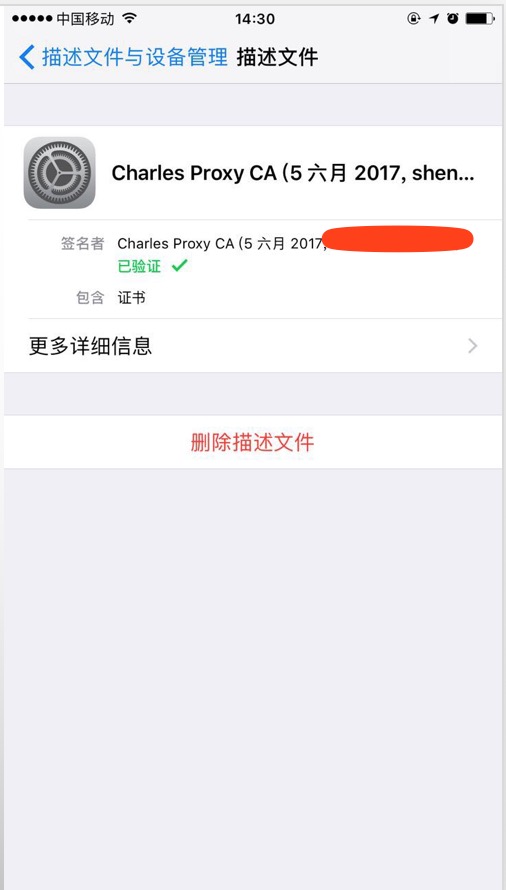 中国移动 14:30
描述文件与设备管理 描述文件
Charles Proxy CA (5 六月 2017, shen...
签名者 Charles Proxy CA (5 六月 2017,
已验证
包含 证书
更多详细信息
删除描述文件